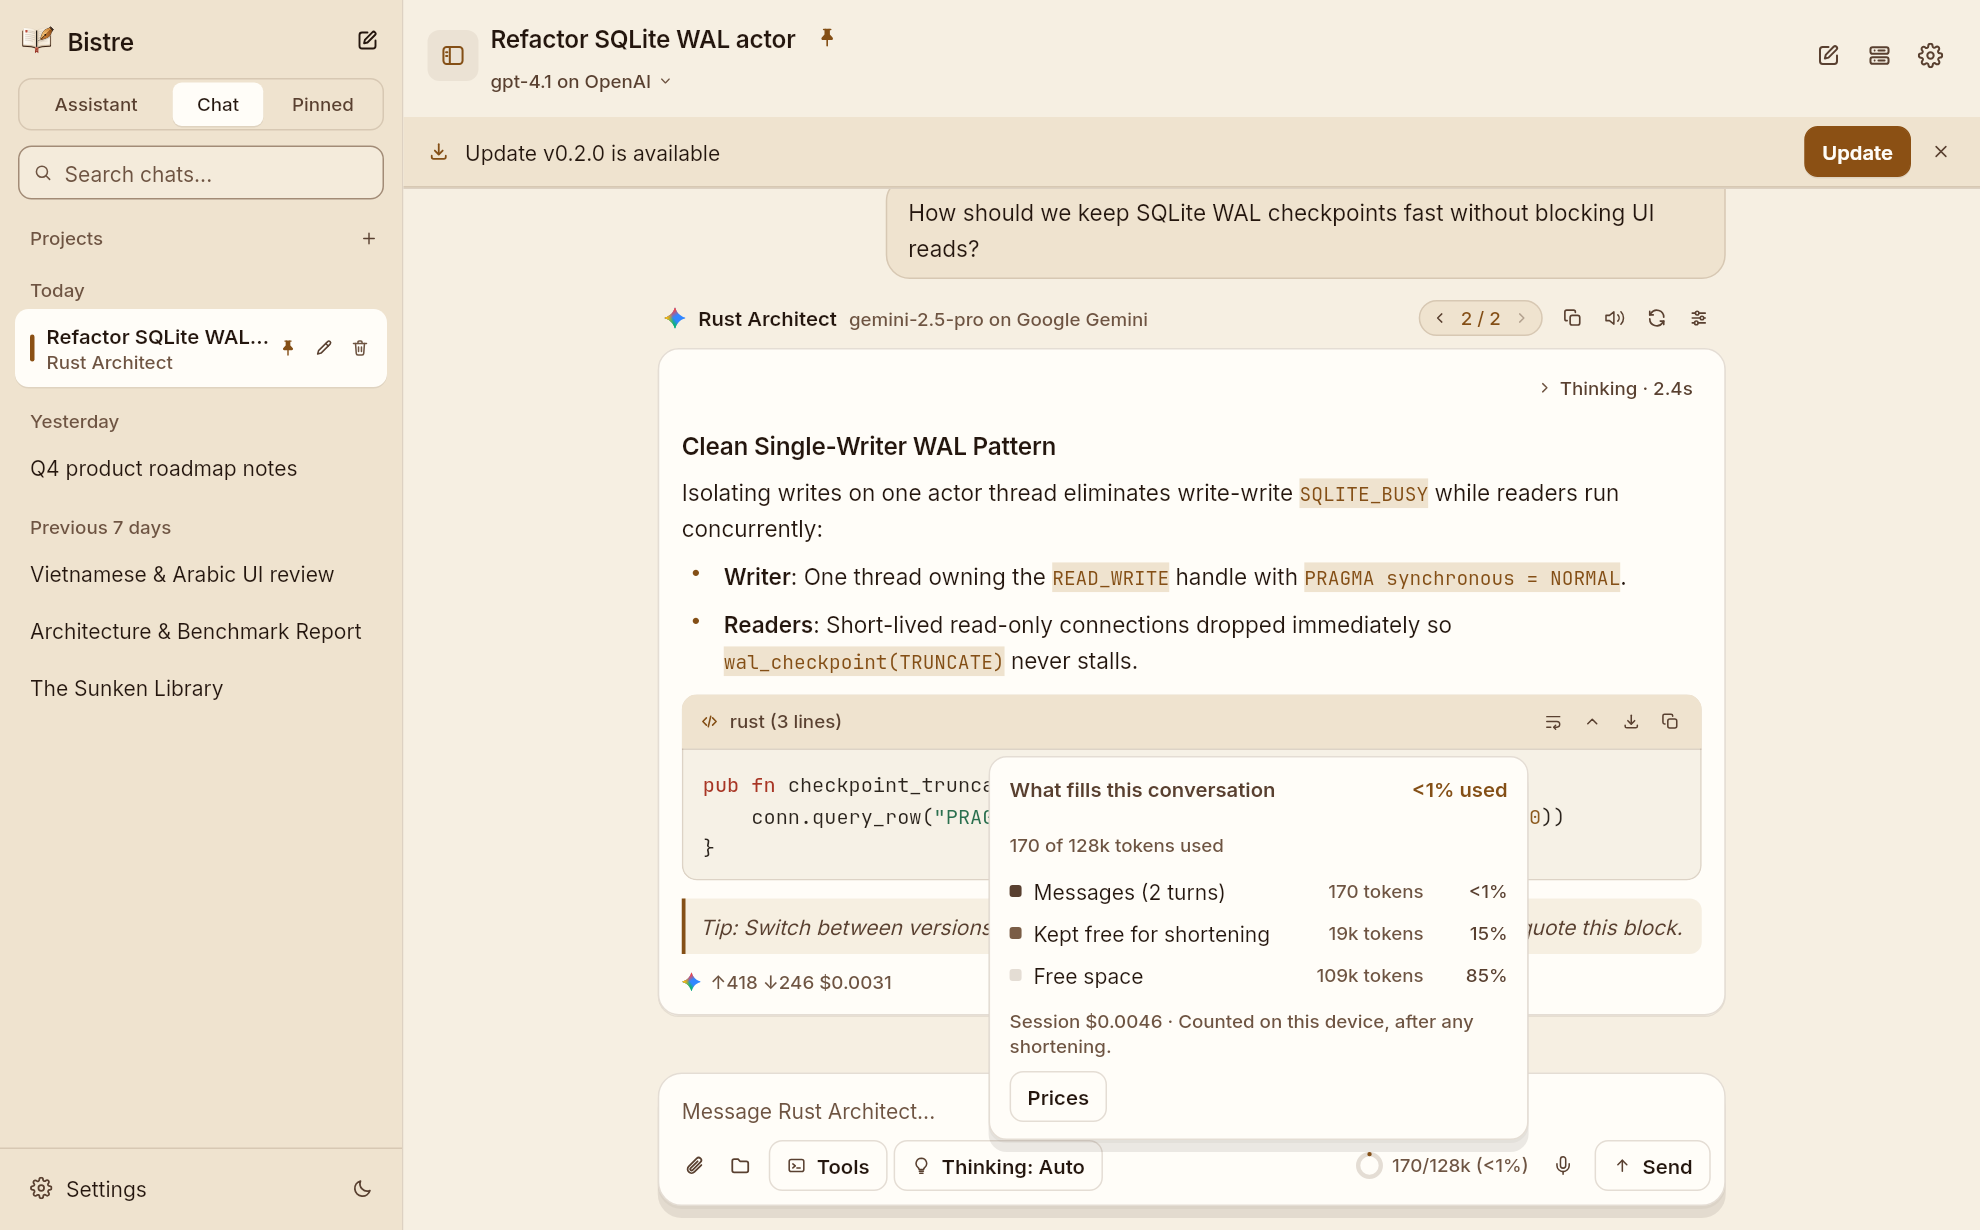 Bistre
Assistant
Chat
Pinned
Search chats...
Projects
Today
Refactor SQLite WAL...
Rust Architect
Yesterday
Q4 product roadmap notes
Previous 7 days
Vietnamese & Arabic UI review
Architecture & Benchmark Report
The Sunken Library
Settings
Refactor SQLite WAL actor
gpt-4.1 on OpenAI
Update v0.2.0 is available
Update
How should we keep SQLite WAL checkpoints fast without blocking UI
reads?
Rust Architect gemini-2.5-pro on Google Gemini
2 / 2
Thinking · 2.4s
Clean Single-Writer WAL Pattern
Isolating writes on one actor thread eliminates write-write SQLITE_BUSY while readers run
concurrently:
• Writer: One thread owning the READ_WRITE handle with PRAGMA synchronous = NORMAL.
• Readers: Short-lived read-only connections dropped immediately so
wal_checkpoint(TRUNCATE) never stalls.
rust (3 lines)
pub fn checkpoint_trunca
conn.query_row("PRAG 0))
}
Tip: Switch between versions quote this block.
↑418 ↓246 $0.0031
What fills this conversation
<1% used
170 of 128k tokens used
Messages (2 turns) 170 tokens <1%
Kept free for shortening 19k tokens 15%
Free space 109k tokens 85%
Session $0.0046 · Counted on this device, after any
shortening.
Prices
Message Rust Architect...
Tools
Thinking: Auto
170/128k (<1%)
Send